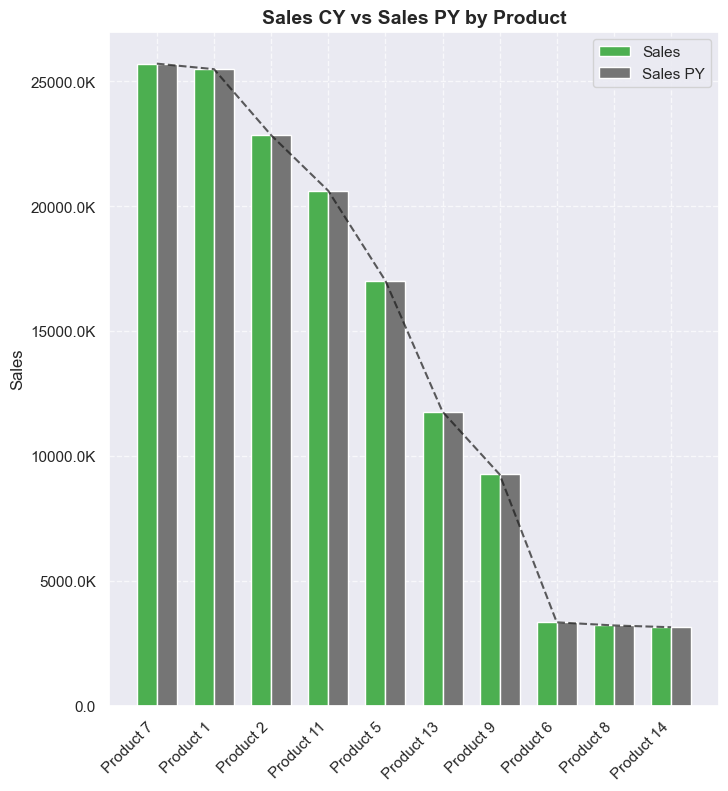 Sales CY vs Sales PY by Product
Sales
Sales PY
25000.0K
20000.0K
15000.0K
10000.0K
5000.0K
0.0
Sales
Product 7
Product 1
Product 2
Product 11
Product 5
Product 13
Product 9
Product 6
Product 8
Product 14